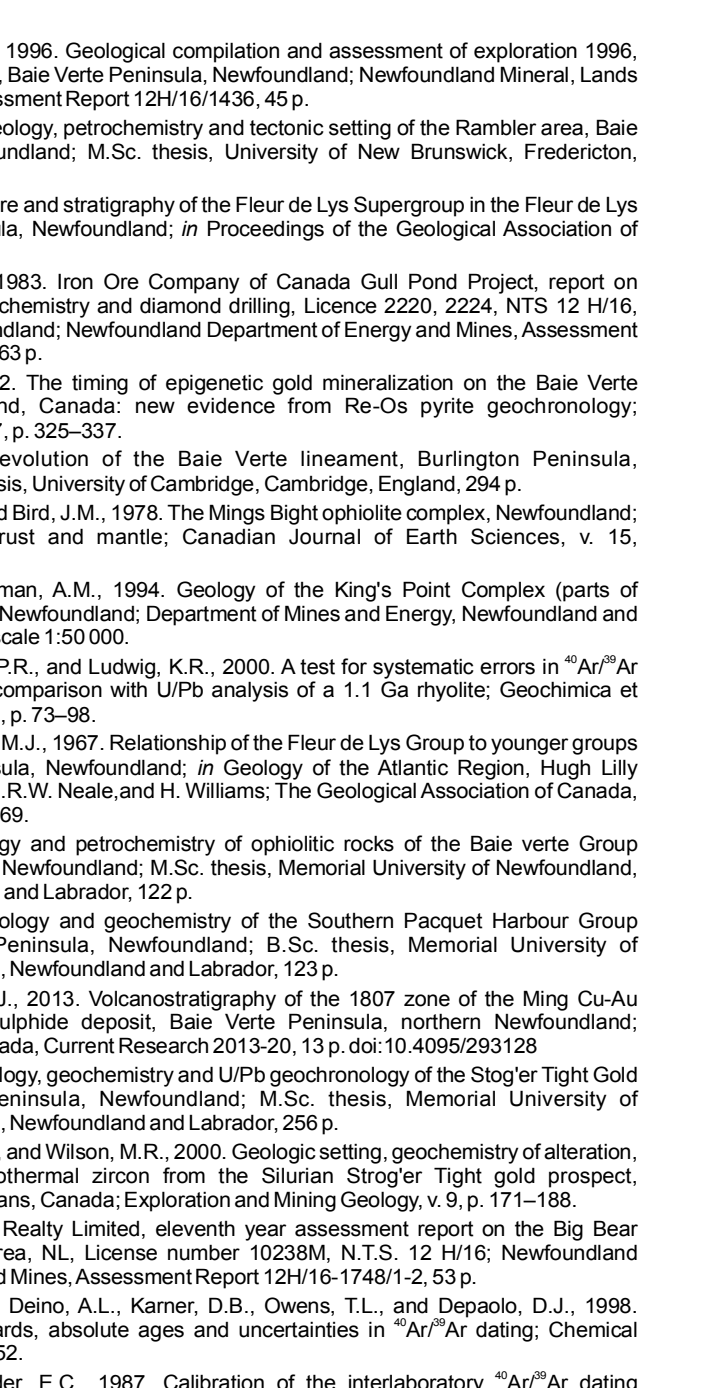 1996. Geological compilation and assessment of exploration 1996,
, Baie Verte Peninsula, Newfoundland; Newfoundland Mineral, Lands
ssment Report 12H/16/1436, 45 p.
eology, petrochemistry and tectonic setting of the Rambler area, Baie
undland; M.Sc. thesis, University of New Brunswick, Fredericton,
re and stratigraphy of the Fleur de Lys Supergroup in the Fleur de Lys
la, Newfoundland; in Proceedings of the Geological Association of
1983. Iron Ore Company of Canada Gull Pond Project, report on
chemistry and diamond drilling, Licence 2220, 2224, NTS 12 H/16,
ndland; Newfoundland Department of Energy and Mines, Assessment
63 p.
2. The timing of epigenetic gold mineralization on the Baie Verte
nd, Canada: new evidence from Re-Os pyrite geochronology;
7, p. 325–337.
evolution of the Baie Verte lineament, Burlington Peninsula,
sis, University of Cambridge, Cambridge, England, 294 p.
d Bird, J.M., 1978. The Mings Bight ophiolite complex, Newfoundland;
rust and mantle; Canadian Journal of Earth Sciences, v. 15,
man, A.M., 1994. Geology of the King's Point Complex (parts of
Newfoundland; Department of Mines and Energy, Newfoundland and
scale 1:50 000.
P.R., and Ludwig, K.R., 2000. A test for systematic errors in ⁴⁰Ar/³⁹Ar
comparison with U/Pb analysis of a 1.1 Ga rhyolite; Geochimica et
, p. 73–98.
M.J., 1967. Relationship of the Fleur de Lys Group to younger groups
sula, Newfoundland; in Geology of the Atlantic Region, Hugh Lilly
.R.W. Neale,and H. Williams; The Geological Association of Canada,
69.
gy and petrochemistry of ophiolitic rocks of the Baie verte Group
Newfoundland; M.Sc. thesis, Memorial University of Newfoundland,
and Labrador, 122 p.
ology and geochemistry of the Southern Pacquet Harbour Group
Peninsula, Newfoundland; B.Sc. thesis, Memorial University of
, Newfoundland and Labrador, 123 p.
J., 2013. Volcanostratigraphy of the 1807 zone of the Ming Cu-Au
ulphide deposit, Baie Verte Peninsula, northern Newfoundland;
ada, Current Research 2013-20, 13 p. doi:10.4095/293128
logy, geochemistry and U/Pb geochronology of the Stog'er Tight Gold
eninsula, Newfoundland; M.Sc. thesis, Memorial University of
, Newfoundland and Labrador, 256 p.
, and Wilson, M.R., 2000. Geologic setting, geochemistry of alteration,
othermal zircon from the Silurian Strog'er Tight gold prospect,
ans, Canada; Exploration and Mining Geology, v. 9, p. 171–188.
Realty Limited, eleventh year assessment report on the Big Bear
rea, NL, License number 10238M, N.T.S. 12 H/16; Newfoundland
d Mines, Assessment Report 12H/16-1748/1-2, 53 p.
Deino, A.L., Karner, D.B., Owens, T.L., and Depaolo, D.J., 1998.
ards, absolute ages and uncertainties in ⁴⁰Ar/³⁹Ar dating; Chemical
52.
ler, E.C., 1987. Calibration of the interlaboratory ⁴⁰Ar/³⁹Ar dating